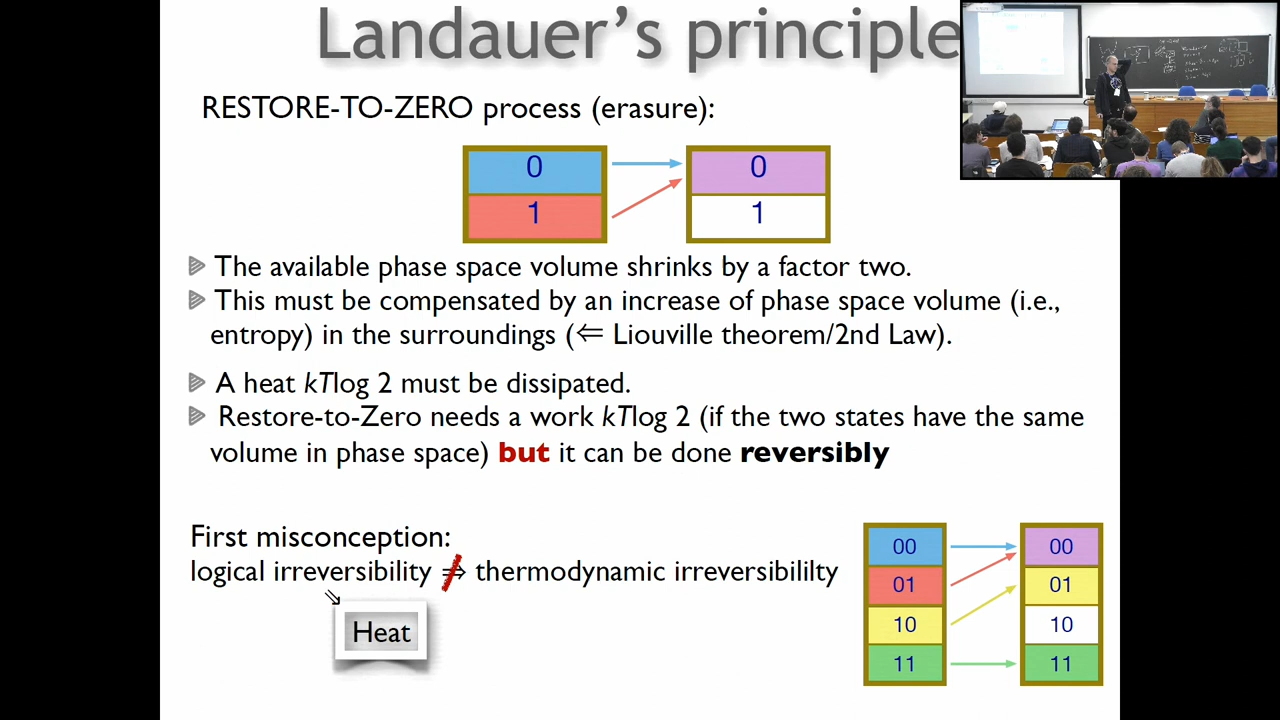 Landauer's principle
RESTORE-TO-ZERO process (erasure):
0
0
1
1
The available phase space volume shrinks by a factor two.
This must be compensated by an increase of phase space volume (i.e.,
entropy) in the surroundings (⇐ Liouville theorem/2nd Law).
A heat kTlog 2 must be dissipated.
Restore-to-Zero needs a work kTlog 2 (if the two states have the same
volume in phase space) but it can be done reversibly
First misconception:
logical irreversibility ⇏ thermodynamic irreversibililty
⇘
Heat
00
00
01
01
10
10
11
11